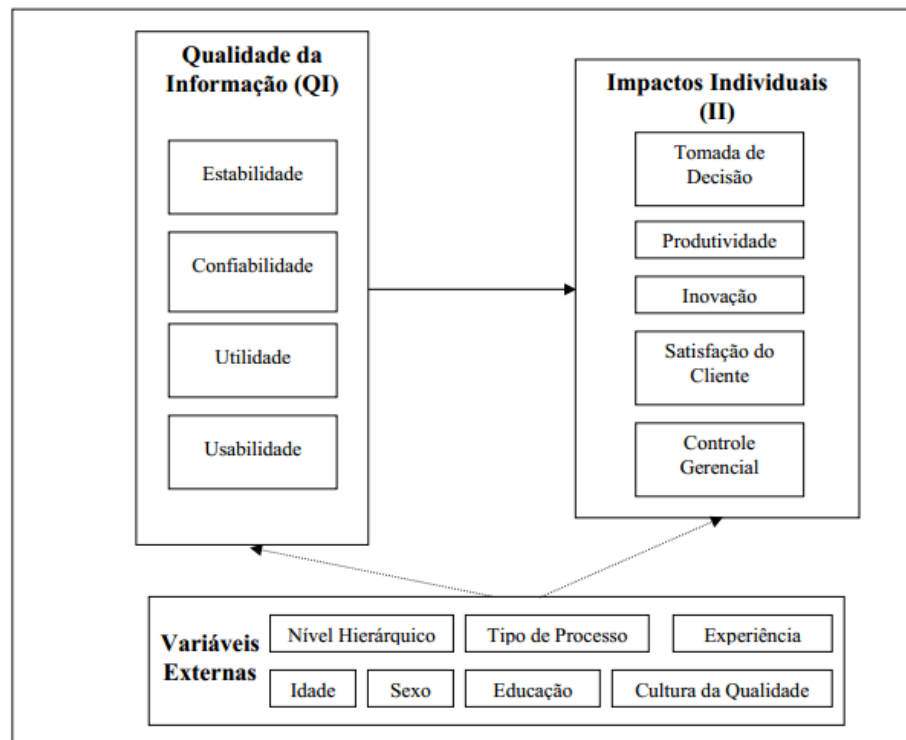 Qualidade da
Informação (QI)
Estabilidade
Confiabilidade
Utilidade
Usabilidade
Impactos Individuais
(II)
Tomada de
Decisão
Produtividade
Inovação
Satisfação do
Cliente
Controle
Gerencial
Variáveis
Externas
Nível Hierárquico
Tipo de Processo
Experiência
Idade
Sexo
Educação
Cultura da Qualidade